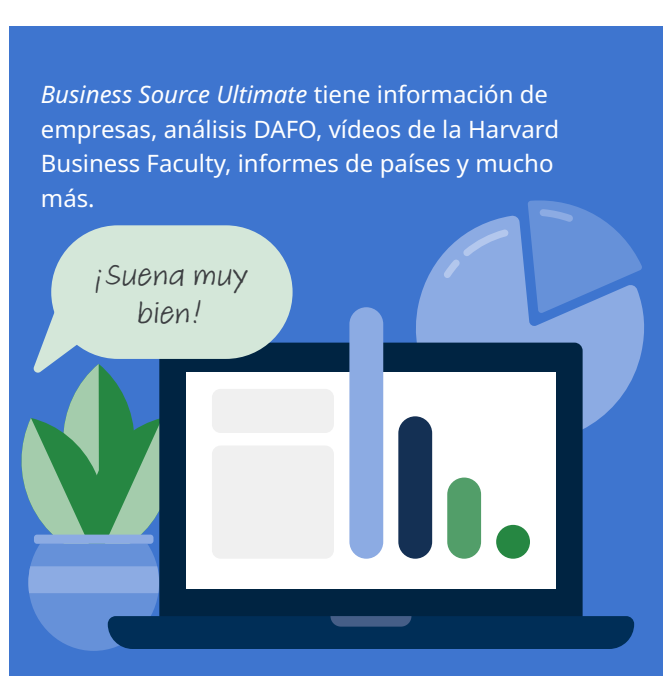 Business Source Ultimate tiene información de
empresas, análisis DAFO, vídeos de la Harvard
Business Faculty, informes de países y mucho
más.
¡Suena muy
bien!